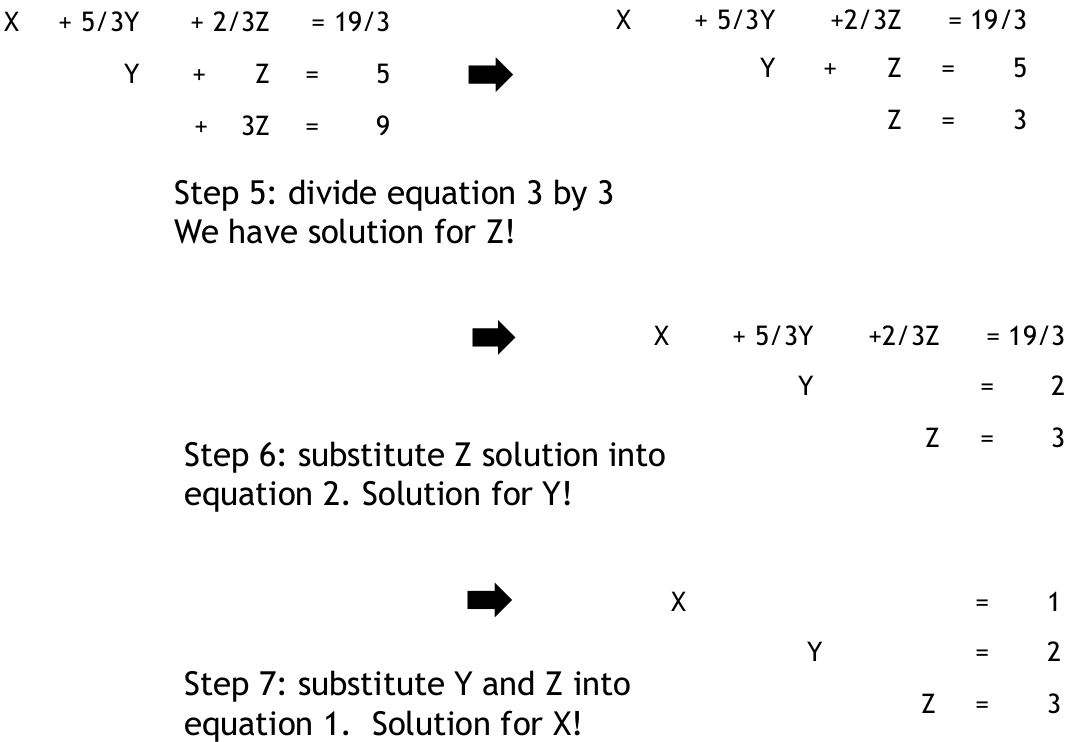 X + 5/3Y + 2/3Z = 19/3
Y + Z = 5
+ 3Z = 9
X + 5/3Y +2/3Z = 19/3
Y + Z = 5
Z = 3
Step 5: divide equation 3 by 3
We have solution for Z!
X + 5/3Y +2/3Z = 19/3
Y = 2
Z = 3
Step 6: substitute Z solution into
equation 2. Solution for Y!
X = 1
Y = 2
Z = 3
Step 7: substitute Y and Z into
equation 1. Solution for X!